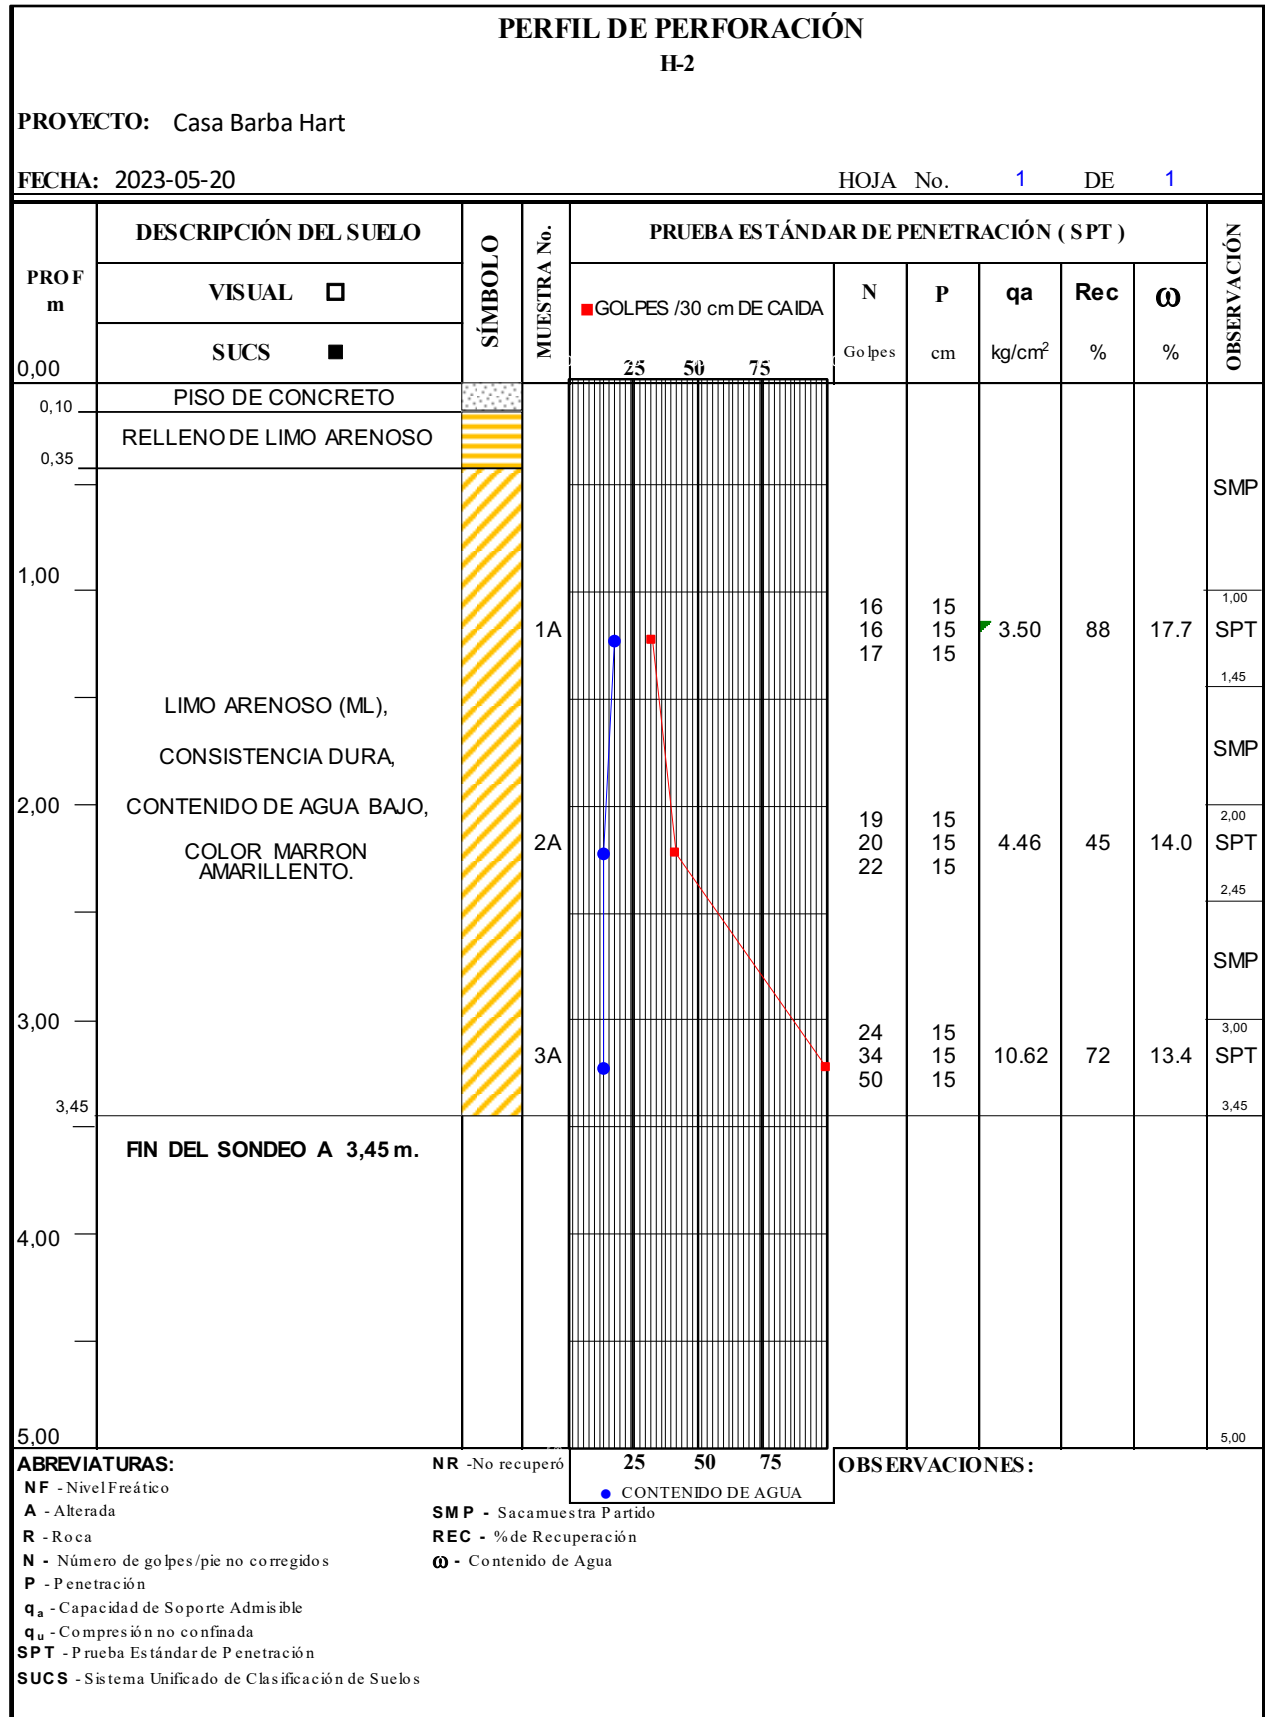 PERFIL DE PERFORACIÓN
H-2
PROYECTO: Casa Barba Hart
FECHA: 2023-05-20 HOJA No. 1 DE 1
PROF m
DESCRIPCIÓN DEL SUELO
VISUAL
SUCS
SÍMBOLO
MUESTRA No.
PRUEBA ESTÁNDAR DE PENETRACIÓN ( SPT )
GOLPES /30 cm DE CAIDA
N P qa Rec ω
Golpes cm kg/cm² % %
OBSERVACIÓN
0,00
25 50 75
PISO DE CONCRETO
0,10
RELLENO DE LIMO ARENOSO
0,35
SMP
1,00
1,00
16 15
1A 16 15 3.50 88 17.7 SPT
17 15
1,45
LIMO ARENOSO (ML),
CONSISTENCIA DURA,
SMP
2,00 CONTENIDO DE AGUA BAJO,
2,00
19 15
2A 20 15 4.46 45 14.0 SPT
22 15
COLOR MARRON
AMARILLENTO.
2,45
SMP
3,00
3,00
24 15
3A 34 15 10.62 72 13.4 SPT
50 15
3,45
3,45
FIN DEL SONDEO A 3,45 m.
4,00
5,00
5,00
25 50 75
CONTENIDO DE AGUA
OBSERVACIONES:
ABREVIATURAS:
NF - Nivel Freático
A - Alterada
R - Roca
N - Número de golpes/pie no corregidos
P - Penetración
qa - Capacidad de Soporte Admisible
qu - Compresión no confinada
SPT - Prueba Estándar de Penetración
SUCS - Sistema Unificado de Clasificación de Suelos
NR - No recuperó
SMP - Sacamuestra Partido
REC - % de Recuperación
ω - Contenido de Agua